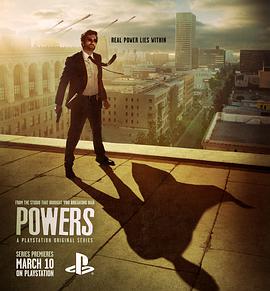 REAL POWER LIES WITHIN
FROM THE STUDIO THAT BROUGHT YOU BREAKING BAD
POWERS
A PLAYSTATION ORIGINAL SERIES
SERIES PREMIERES
MARCH 10
ON PLAYSTATION